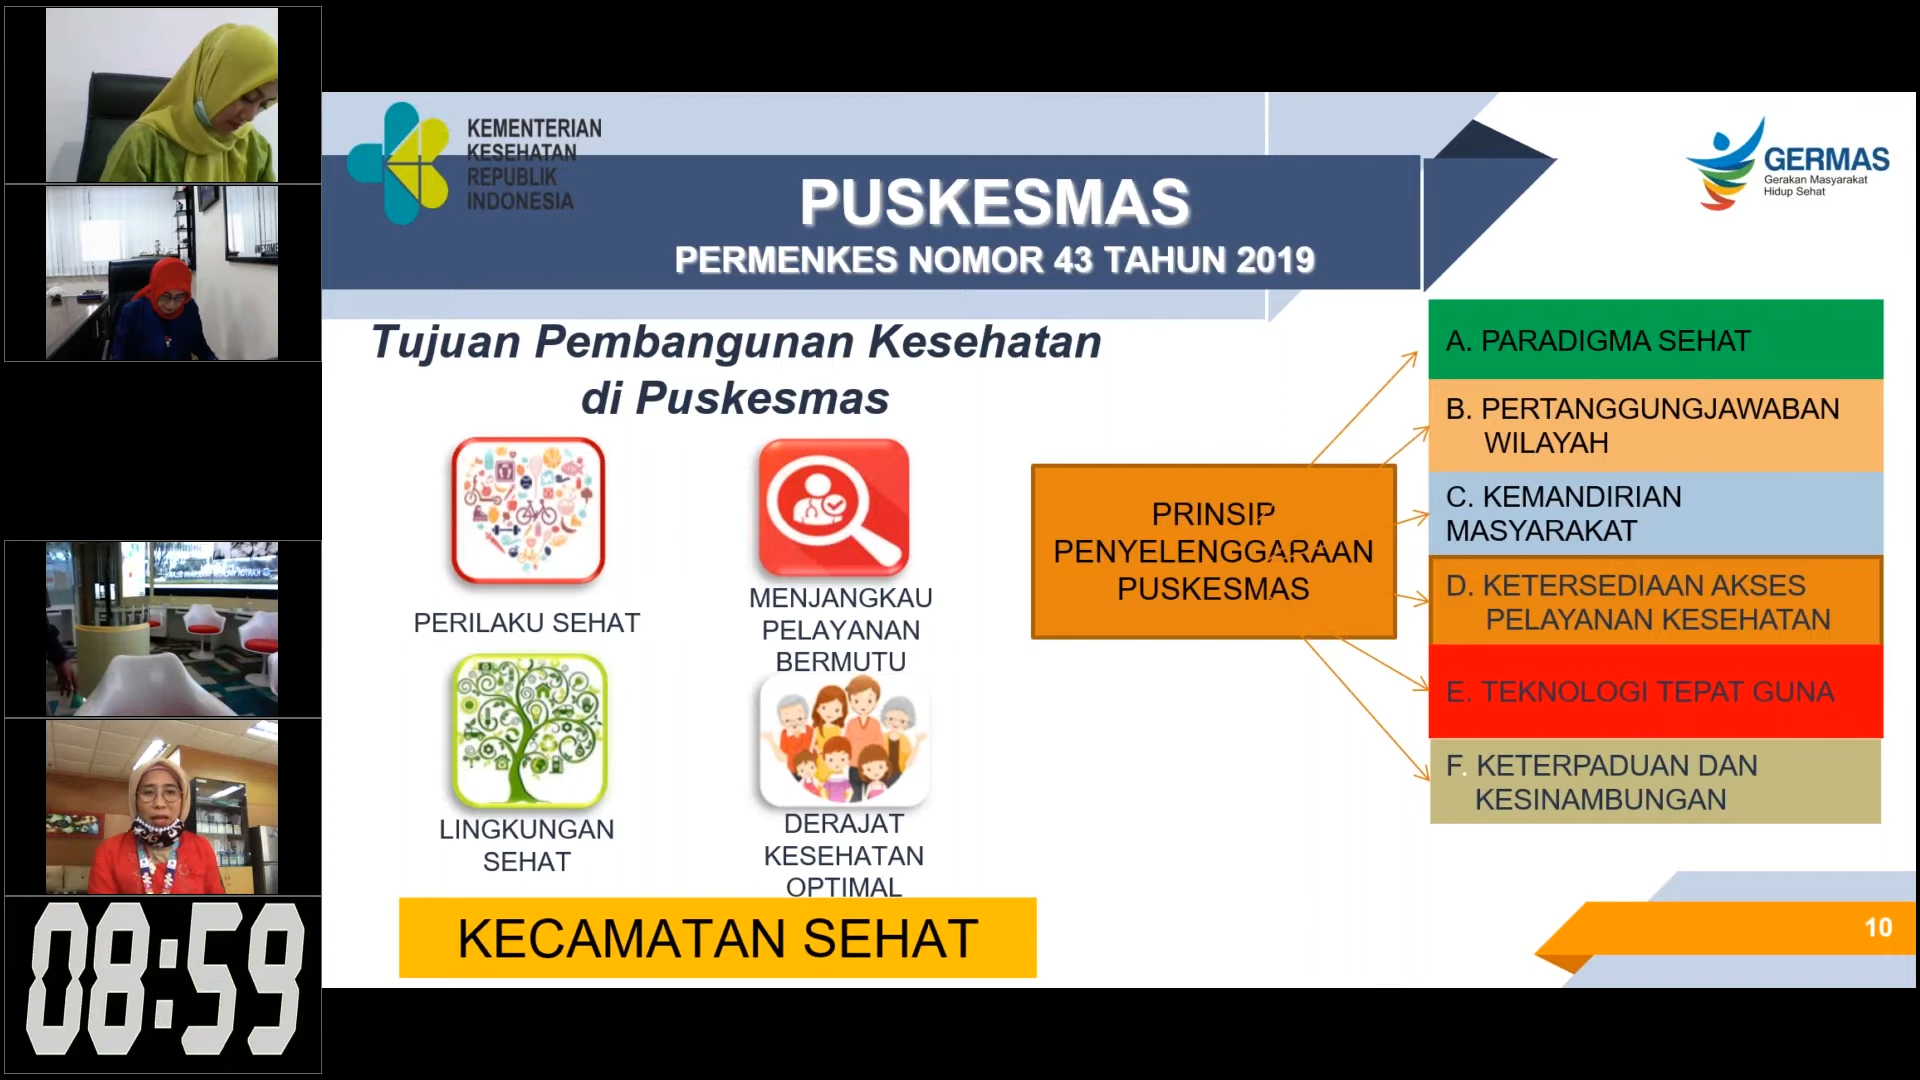 KEMENTERIAN
KESEHATAN
REPUBLIK
INDONESIA
PUSKESMAS
PERMENKES NOMOR 43 TAHUN 2019
GERMAS
Gerakan Masyarakat
Hidup Sehat
Tujuan Pembangunan Kesehatan
di Puskesmas
PERILAKU SEHAT
MENJANGKAU
PELAYANAN
BERMUTU
LINGKUNGAN
SEHAT
DERAJAT
KESEHATAN
OPTIMAL
KECAMATAN SEHAT
PRINSIP
PENYELENGGARAAN
PUSKESMAS
A. PARADIGMA SEHAT
B. PERTANGGUNGJAWABAN
WILAYAH
C. KEMANDIRIAN
MASYARAKAT
D. KETERSEDIAAN AKSES
PELAYANAN KESEHATAN
E. TEKNOLOGI TEPAT GUNA
F. KETERPADUAN DAN
KESINAMBUNGAN
10
08:59